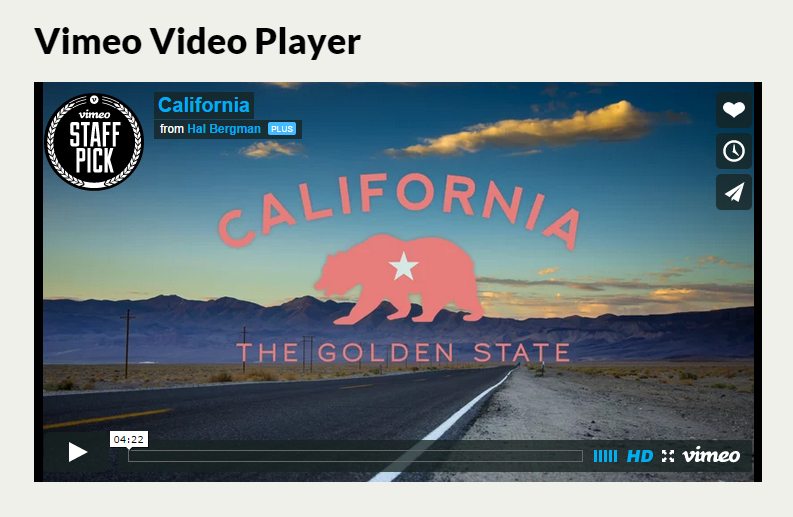 Vimeo Video Player
vimeo
STAFF
PICK
California
from Hal Bergman PLUS
CALIFORNIA
THE GOLDEN STATE
04:22
HD vimeo